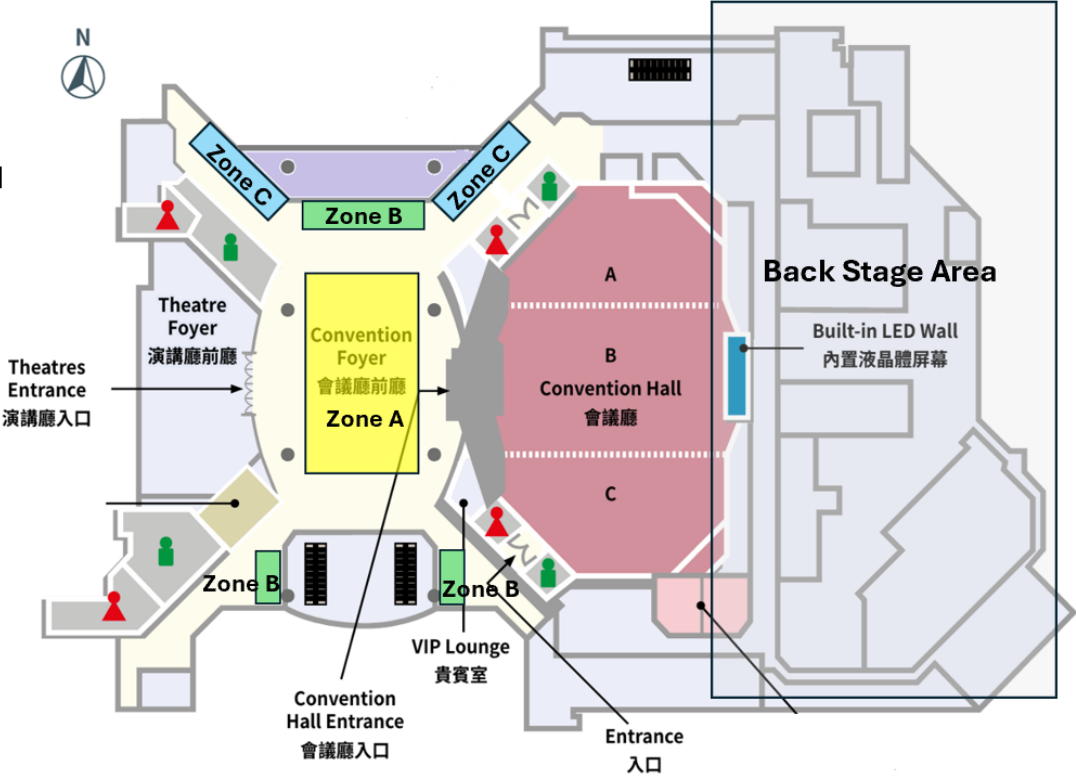 N
Zone C
Zone C
Zone B
A
Back Stage Area
Theatre
Foyer
演講廳前廳
Convention
Foyer
會議廳前廳
Zone A
B
Convention Hall
會議廳
Built-in LED Wall
內置液晶體屏幕
Theatres
Entrance
演講廳入口
C
Zone B
Zone B
VIP Lounge
貴賓室
Convention
Hall Entrance
會議廳入口
Entrance
入口